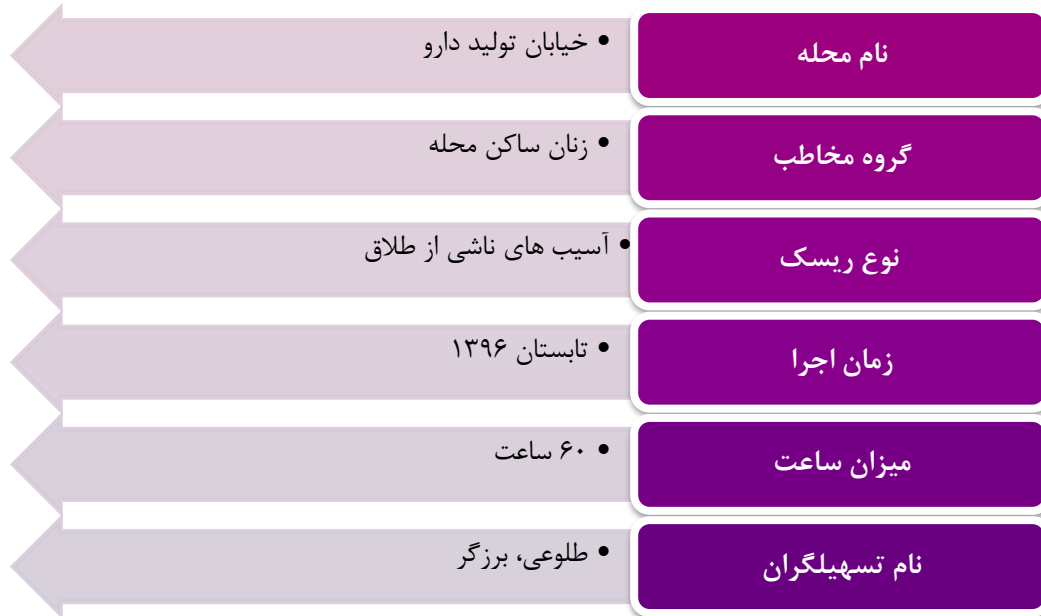 نام محله
• خیابان تولید دارو
گروه مخاطب
• زنان ساکن محله
نوع ریسک
• آسیب های ناشی از طلاق
زمان اجرا
• تابستان ۱۳۹۶
میزان ساعت
• ۶۰ ساعت
نام تسهیلگران
• طلوعی، برزگر